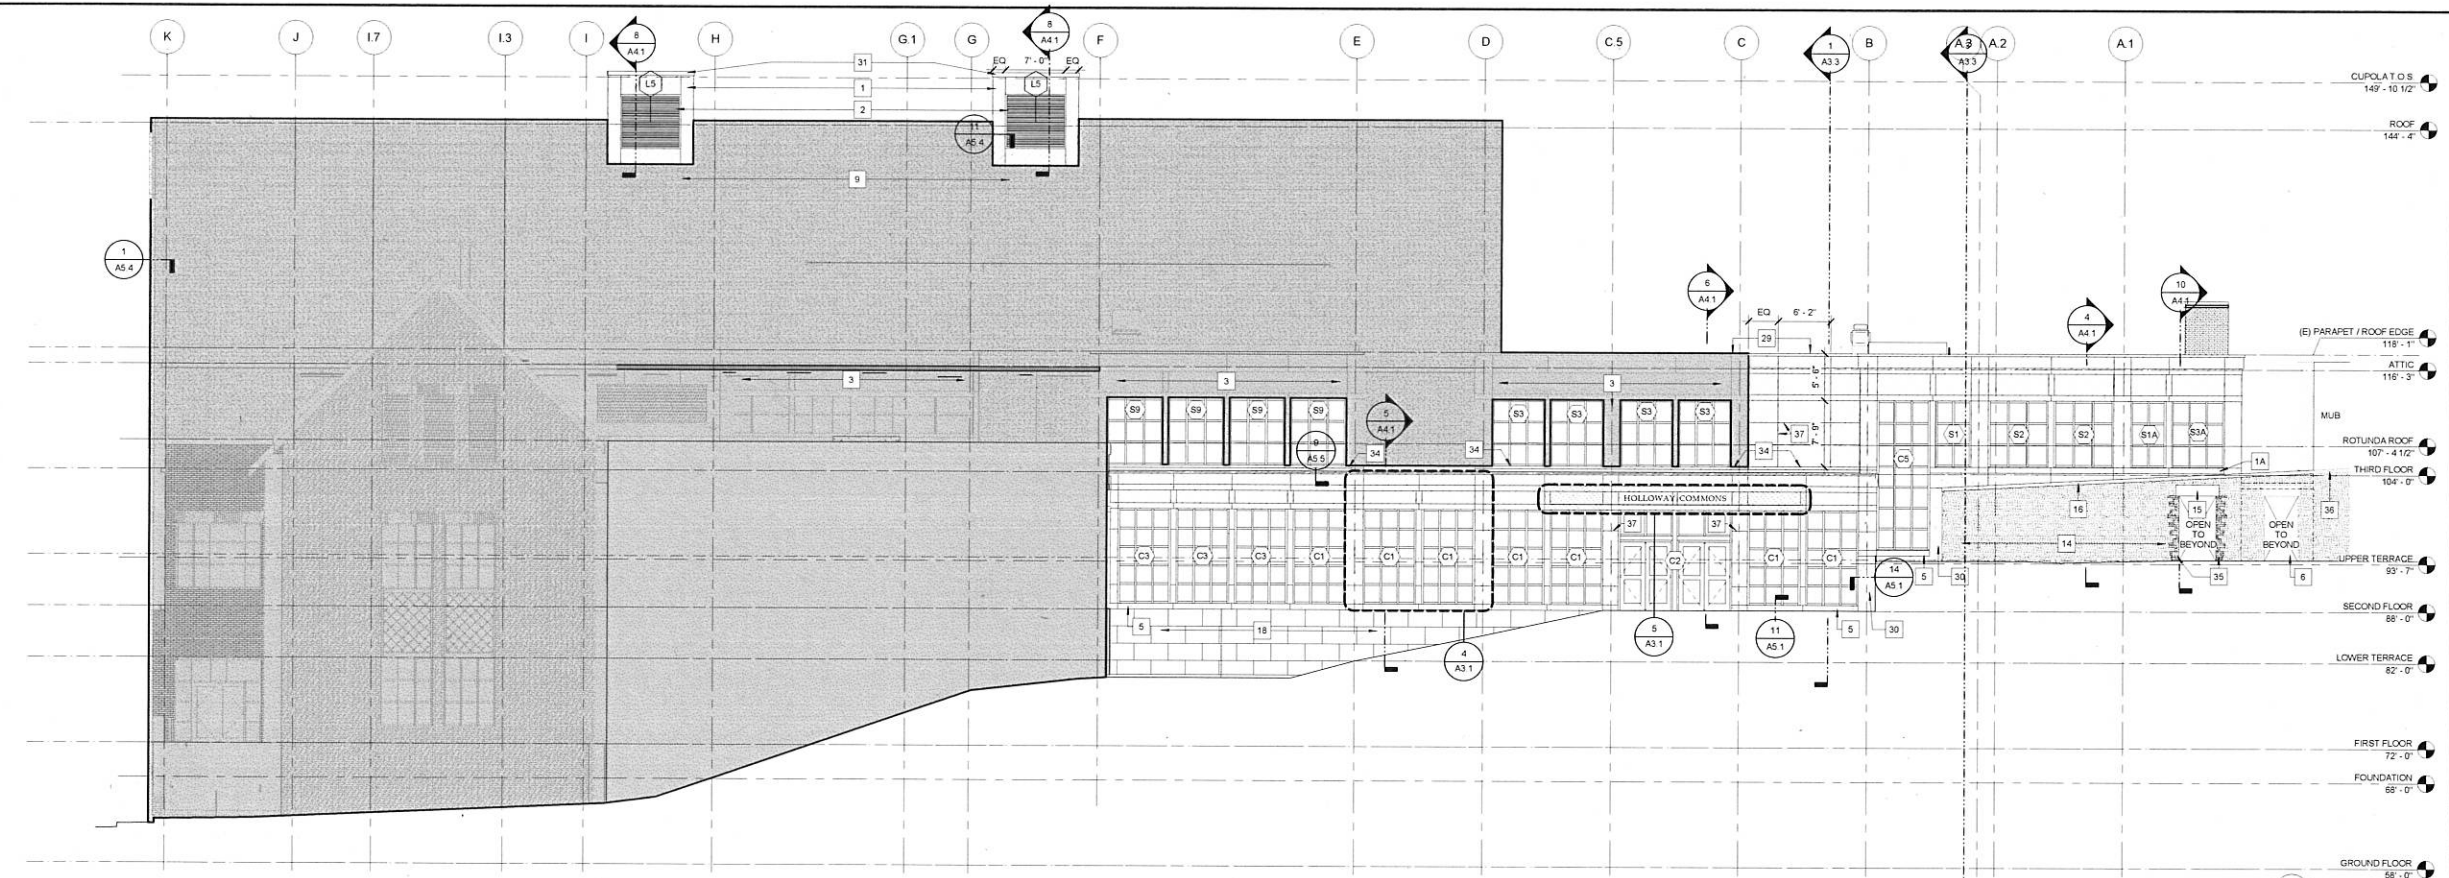 K J I.7 I.3 I 8 H G.1 G 8 F E D C.5 C 1 B A.3 A.2 A.1
A4.1 A4.1 A3.3 A3.3
31 EQ 7' - 0" EQ
L5 1 L5
2
CUPOLA T.O.S.
149' - 10 1/2"
11
A5.4
ROOF
144' - 4"
9
1
A5.4
6
A4.1
10
A4.1
EQ 6' - 2"
4
A4.1
29
(E) PARAPET / ROOF EDGE
118' - 1"
ATTIC
116' - 3"
5' - 6"
3 3 3
S9 S9 S9 S9 S3 S3 S3 S3
5
A4.1
MUB
7' - 9"
37
S1 S2 S2 S1A S3A
9
A5.5
34 34 34
ROTUNDA ROOF
107' - 4 1/2"
C5
1A
THIRD FLOOR
104' - 0"
HOLLOWAY COMMONS
16 15 36
37 37
OPEN
TO
BEYOND
OPEN
TO
BEYOND
14
C3 C3 C3 C1 C1 C1 C1 C1 C2 C1 C1
UPPER TERRACE
93' - 7"
14
A5.1
5 30 35 6
SECOND FLOOR
88' - 0"
5 18
5
A3.1
11
A5.1
5 30
4
A3.1
LOWER TERRACE
82' - 0"
FIRST FLOOR
72' - 0"
FOUNDATION
68' - 0"
GROUND FLOOR
58' - 0"